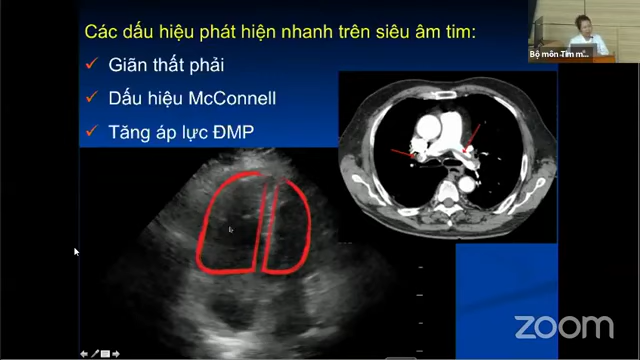 Các dấu hiệu phát hiện nhanh trên siêu âm tim:
Giãn thất phải
Dấu hiệu McConnell
Tăng áp lực ĐMP
Bộ môn Tim m...
zoom